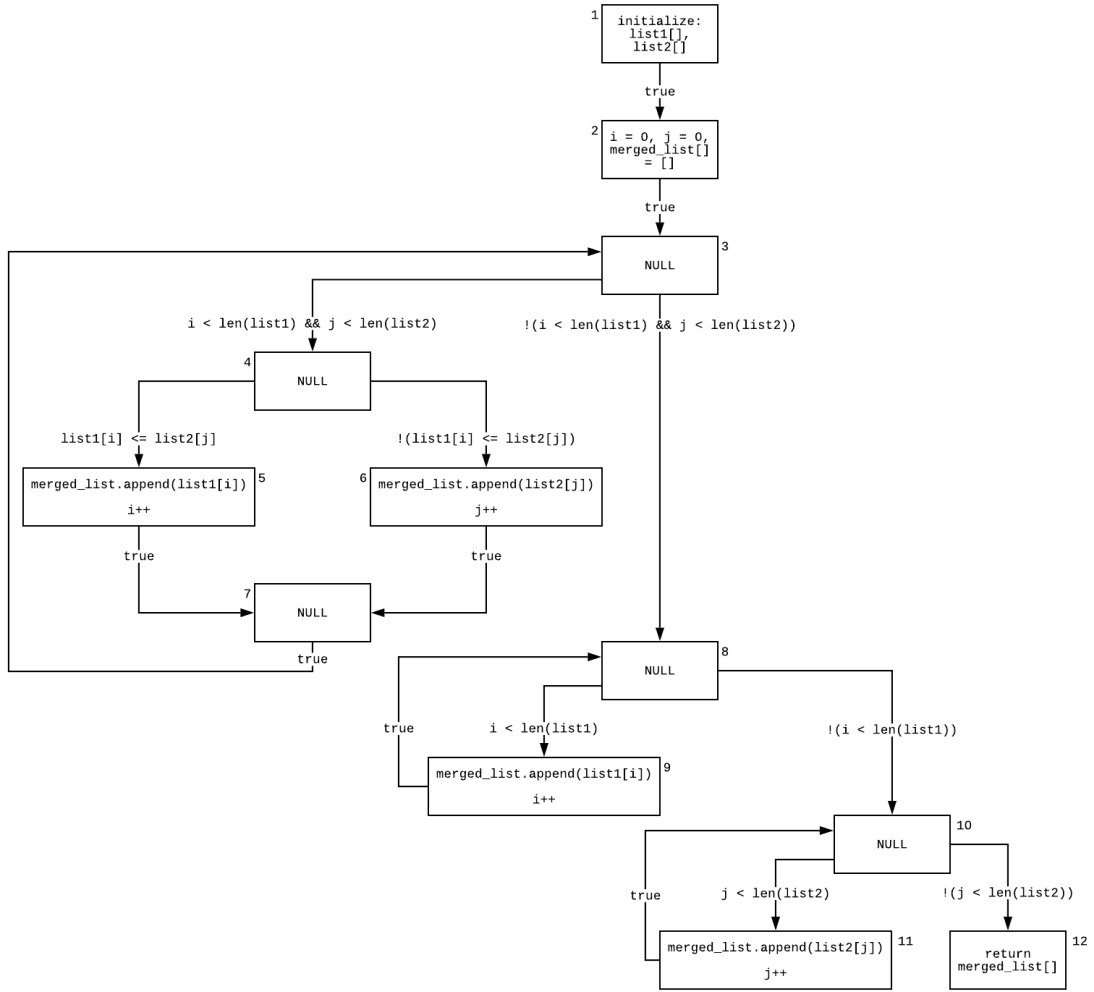 1
initialize:
list1[],
list2[]
true
2
i = 0, j = 0,
merged_list[]
= []
true
3
NULL
i < len(list1) && j < len(list2)
!(i < len(list1) && j < len(list2))
4
NULL
list1[i] <= list2[j]
!(list1[i] <= list2[j])
5
merged_list.append(list1[i])
i++
6
merged_list.append(list2[j])
j++
true
true
7
NULL
true
8
NULL
true
i < len(list1)
!(i < len(list1))
9
merged_list.append(list1[i])
i++
10
NULL
true
j < len(list2)
!(j < len(list2))
11
merged_list.append(list2[j])
j++
12
return
merged_list[]